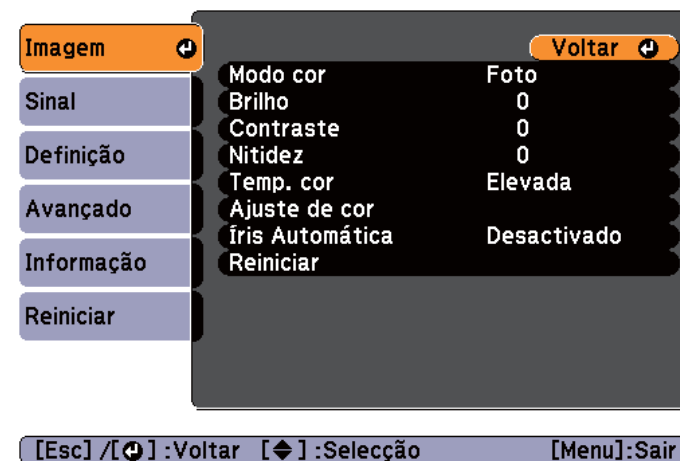 Imagem
Sinal
Definição
Avançado
Informação
Reiniciar
Voltar
Modo cor Foto
Brilho 0
Contraste 0
Nitidez 0
Temp. cor Elevada
Ajuste de cor
Íris Automática Desactivado
Reiniciar
[Esc] /[ ] :Voltar [ ] :Selecção [Menu]:Sair